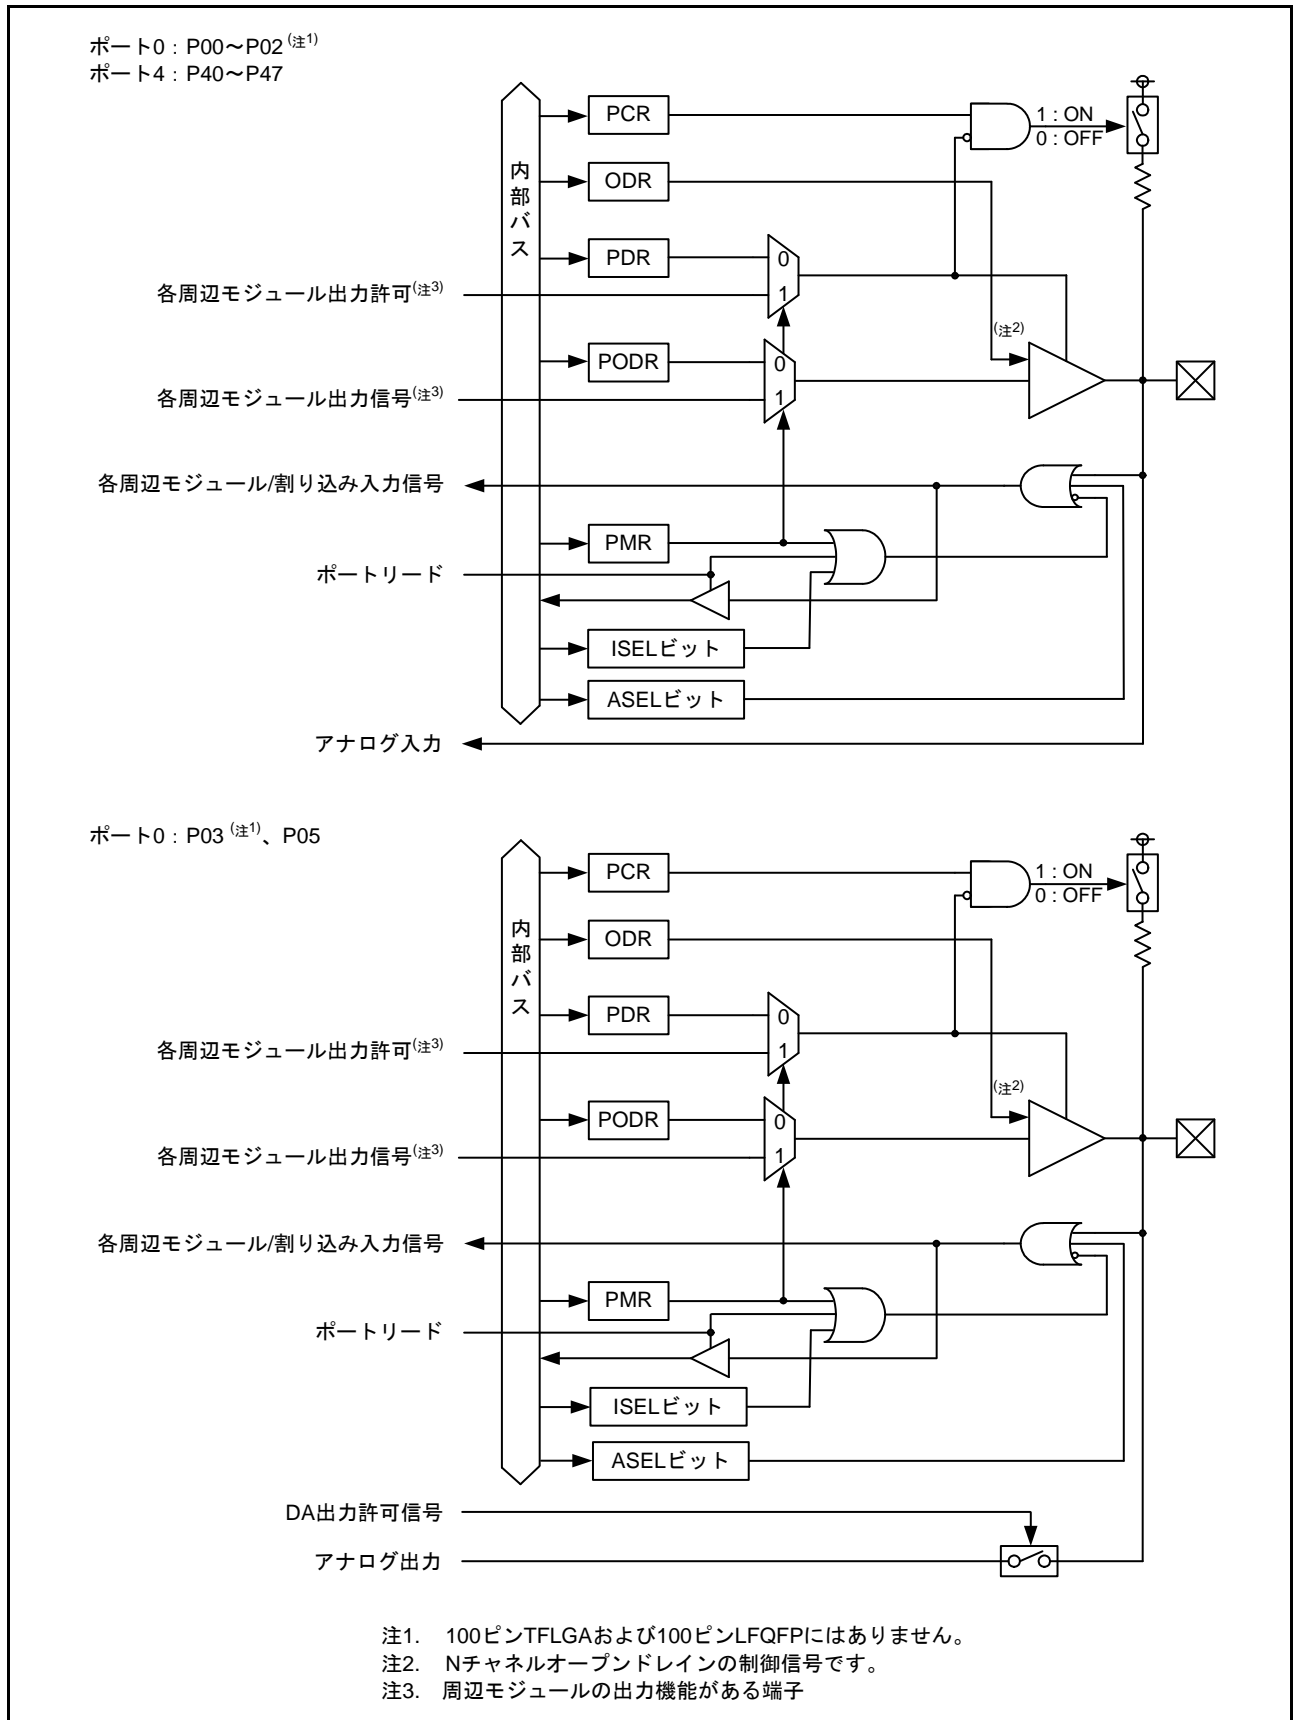 ポート0：P00～P02(注1)
ポート4：P40～P47
PCR
1 : ON
0 : OFF
内部バス
ODR
PDR
0
1
各周辺モジュール出力許可(注3)
(注2)
PODR
0
1
各周辺モジュール出力信号(注3)
各周辺モジュール/割り込み入力信号
PMR
ポートリード
ISELビット
ASELビット
アナログ入力
ポート0：P03(注1)、P05
PCR
1 : ON
0 : OFF
内部バス
ODR
PDR
0
1
各周辺モジュール出力許可(注3)
(注2)
PODR
0
1
各周辺モジュール出力信号(注3)
各周辺モジュール/割り込み入力信号
PMR
ポートリード
ISELビット
ASELビット
DA出力許可信号
アナログ出力
注1. 100ピンTFLGAおよび100ピンLFQFPにはありません。
注2. Nチャネルオープンドレインの制御信号です。
注3. 周辺モジュールの出力機能がある端子